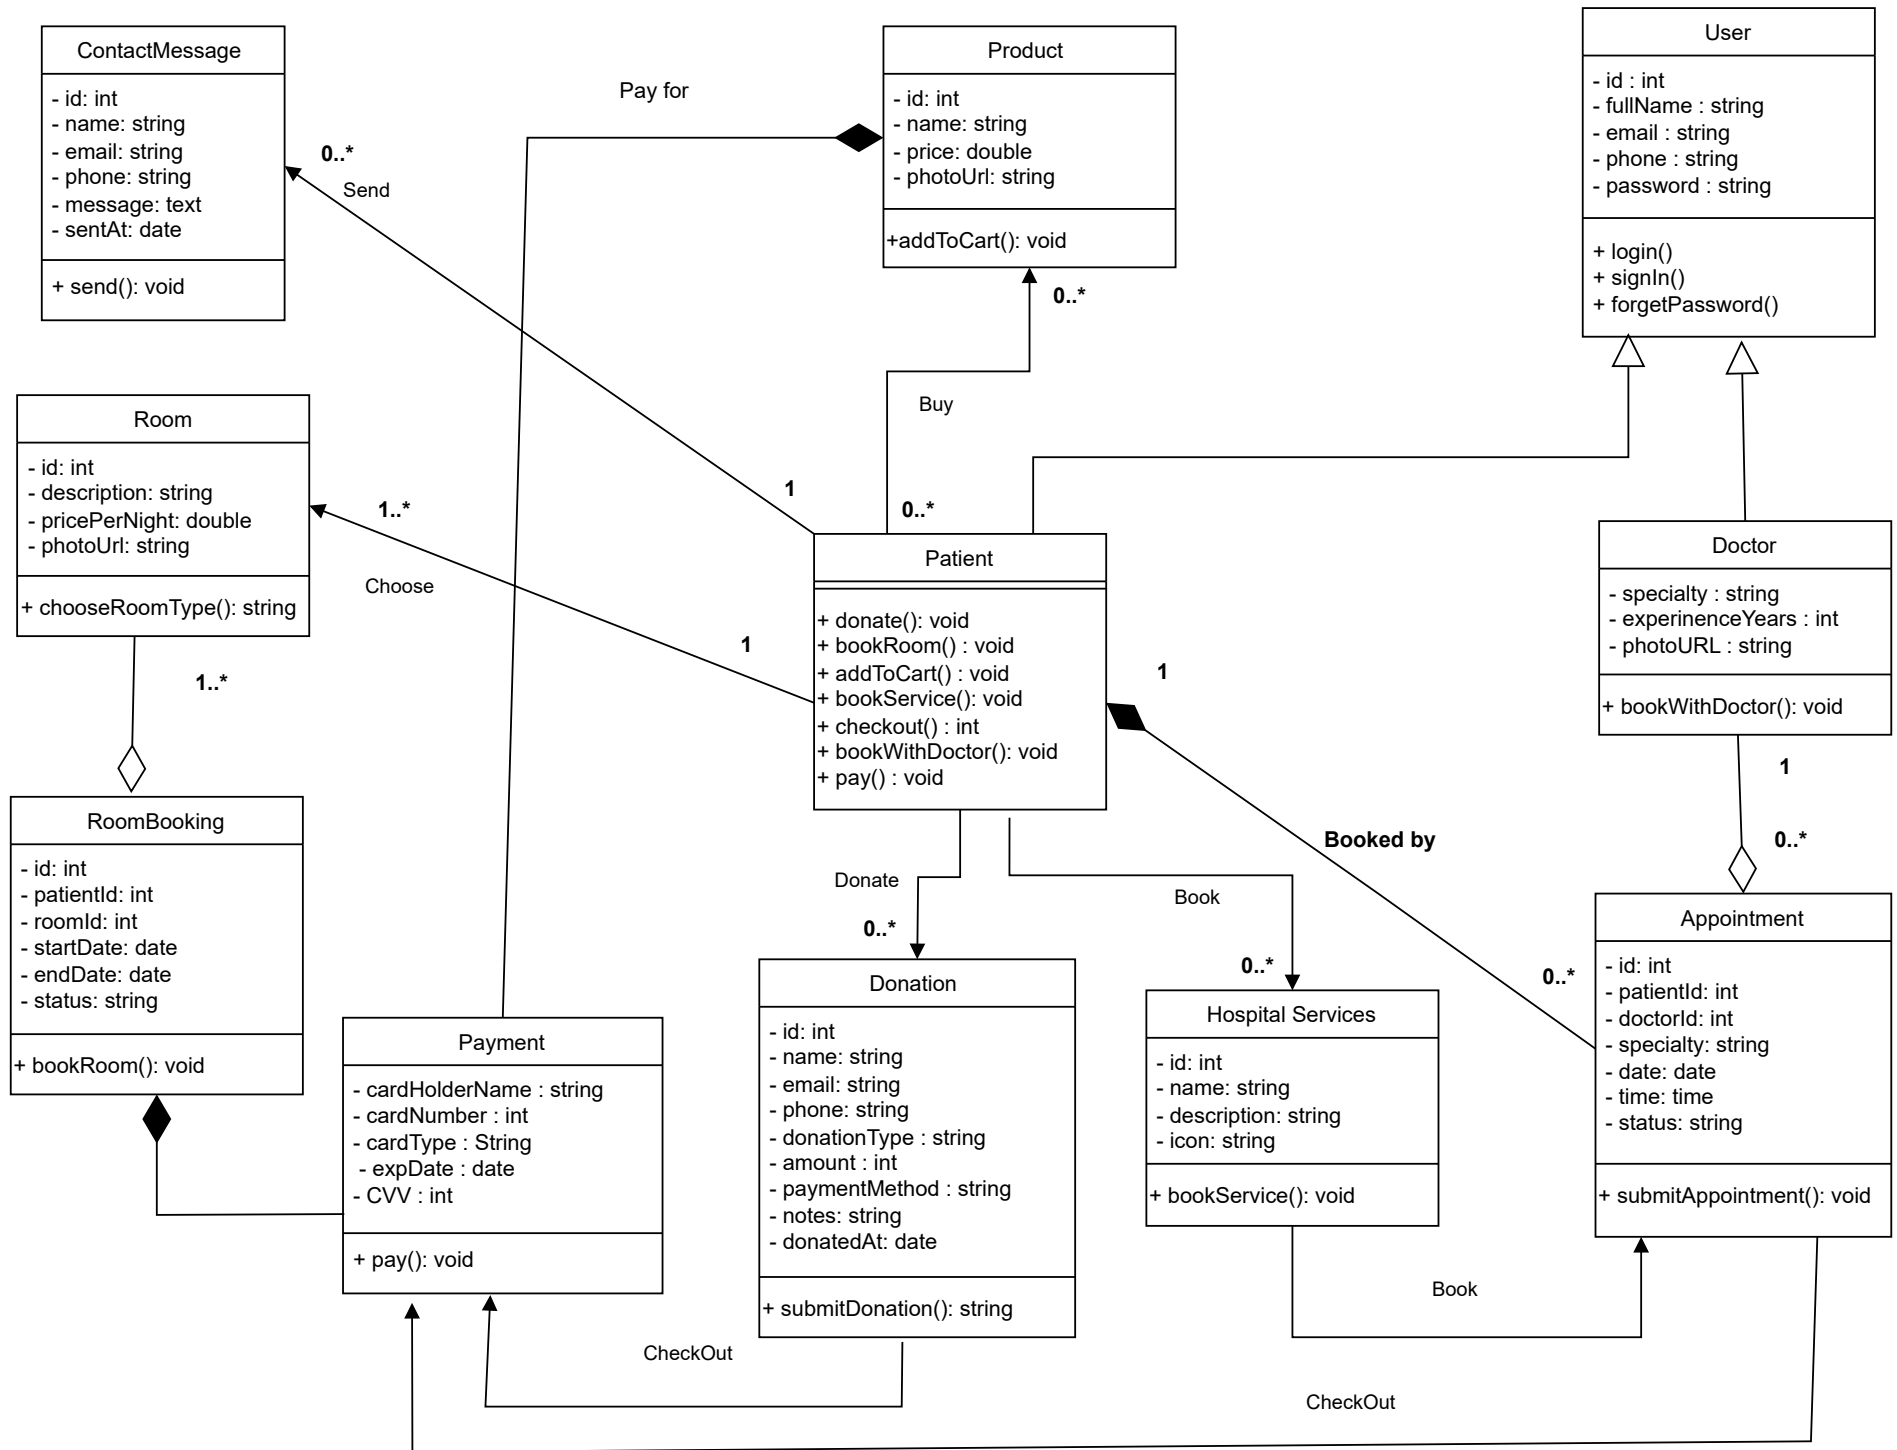 ContactMessage
- id: int
- name: string
- email: string
- phone: string
- message: text
- sentAt: date
+ send(): void
0..*
Send
Pay for
Product
- id: int
- name: string
- price: double
- photoUrl: string
+addToCart(): void
0..*
Buy
0..*
User
- id : int
- fullName : string
- email : string
- phone : string
- password : string
+ login()
+ signIn()
+ forgetPassword()
Room
- id: int
- description: string
- pricePerNight: double
- photoUrl: string
+ chooseRoomType(): string
1..*
Choose
1
1
1..*
Patient
+ donate(): void
+ bookRoom() : void
+ addToCart() : void
+ bookService(): void
+ checkout() : int
+ bookWithDoctor(): void
+ pay() : void
1
Booked by
0..*
Doctor
- specialty : string
- experinenceYears : int
- photoURL : string
+ bookWithDoctor(): void
1
0..*
RoomBooking
- id: int
- patientId: int
- roomId: int
- startDate: date
- endDate: date
- status: string
+ bookRoom(): void
Donate
0..*
Book
0..*
Payment
- cardHolderName : string
- cardNumber : int
- cardType : String
- expDate : date
- CVV : int
+ pay(): void
Donation
- id: int
- name: string
- email: string
- phone: string
- donationType : string
- amount : int
- paymentMethod : string
- notes: string
- donatedAt: date
+ submitDonation(): string
Hospital Services
- id: int
- name: string
- description: string
- icon: string
+ bookService(): void
Appointment
- id: int
- patientId: int
- doctorId: int
- specialty: string
- date: date
- time: time
- status: string
+ submitAppointment(): void
Book
CheckOut
CheckOut